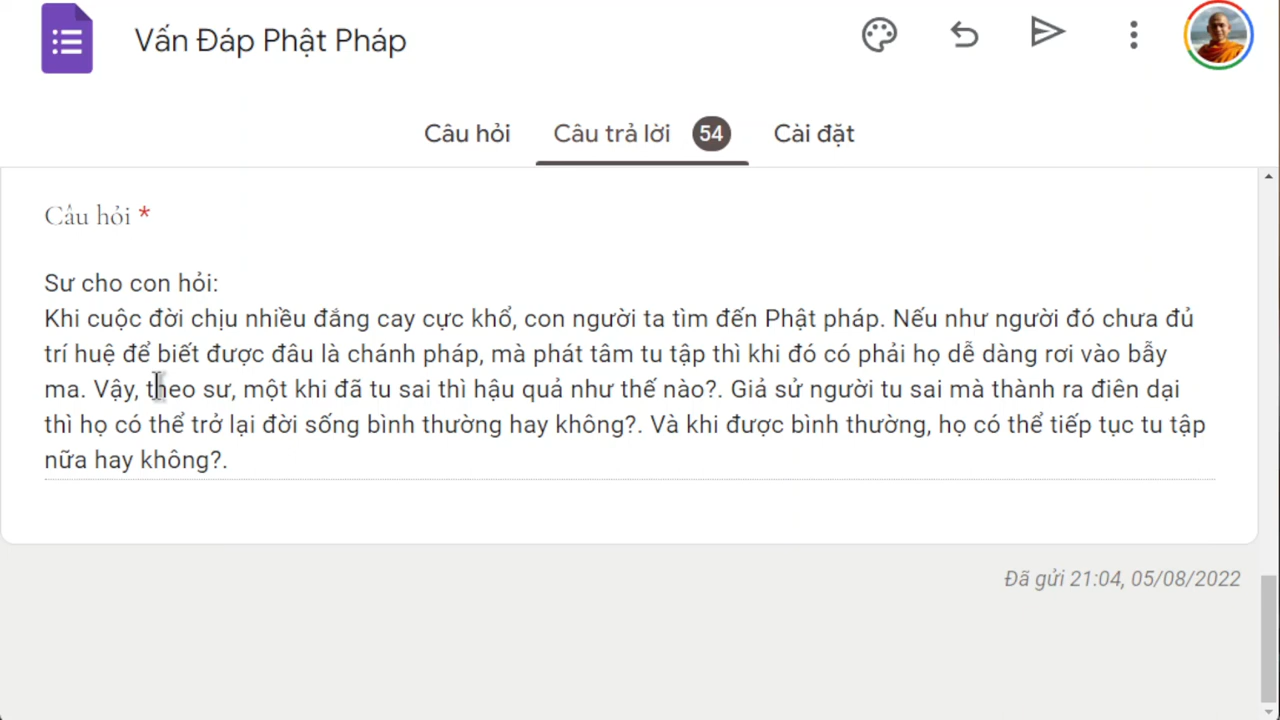 Vấn Đáp Phật Pháp
Câu hỏi Câu trả lời 54 Cài đặt
Câu hỏi *
Sư cho con hỏi:
Khi cuộc đời chịu nhiều đắng cay cực khổ, con người ta tìm đến Phật pháp. Nếu như người đó chưa đủ
trí huệ để biết được đâu là chánh pháp, mà phát tâm tu tập thì khi đó có phải họ dễ dàng rơi vào bẫy
ma. Vậy, theo sư, một khi đã tu sai thì hậu quả như thế nào?. Giả sử người tu sai mà thành ra điên dại
thì họ có thể trở lại đời sống bình thường hay không?. Và khi được bình thường, họ có thể tiếp tục tu tập
nữa hay không?.
Đã gửi 21:04, 05/08/2022